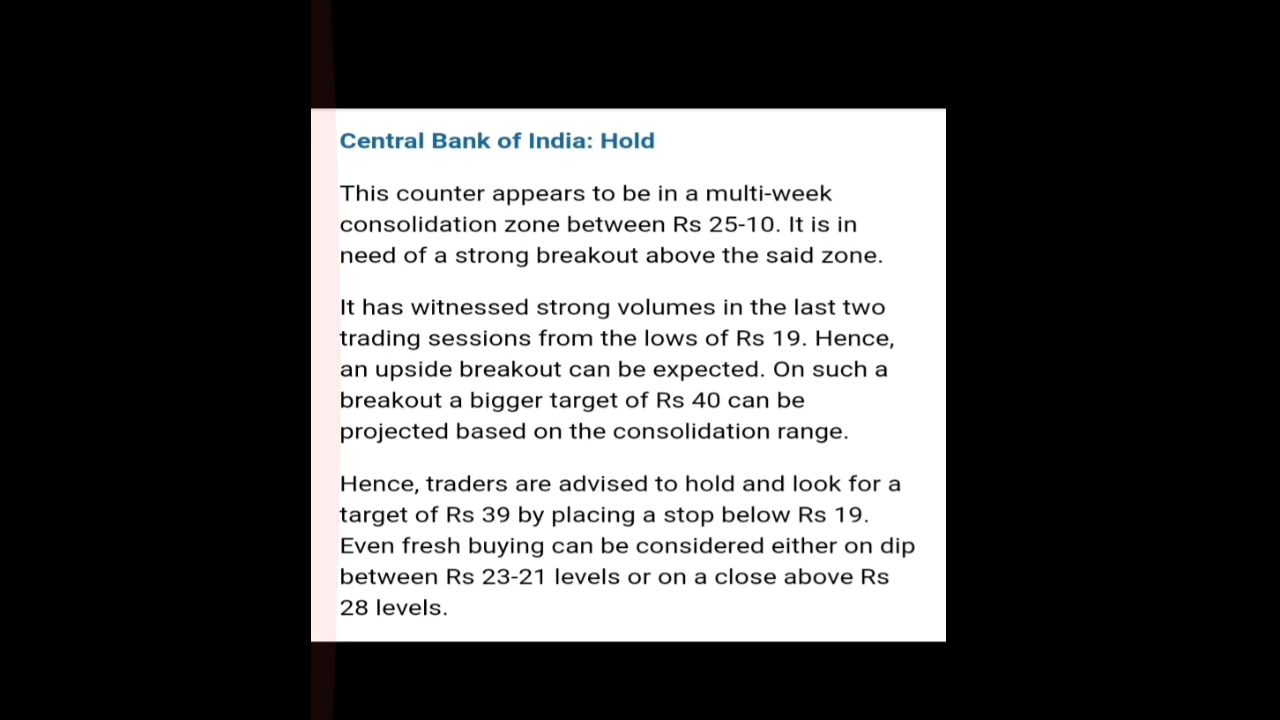 Central Bank of India: Hold
This counter appears to be in a multi-week
consolidation zone between Rs 25-10. It is in
need of a strong breakout above the said zone.
It has witnessed strong volumes in the last two
trading sessions from the lows of Rs 19. Hence,
an upside breakout can be expected. On such a
breakout a bigger target of Rs 40 can be
projected based on the consolidation range.
Hence, traders are advised to hold and look for a
target of Rs 39 by placing a stop below Rs 19.
Even fresh buying can be considered either on dip
between Rs 23-21 levels or on a close above Rs
28 levels.